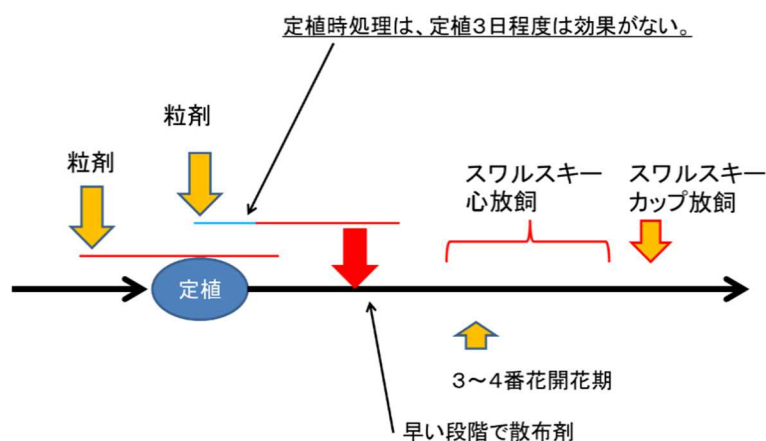 定植時処理は、定植３日程度は効果がない。
粒剤
粒剤
スワルスキー
心放飼
スワルスキー
カップ放飼
定植
３～４番花開花期
早い段階で散布剤